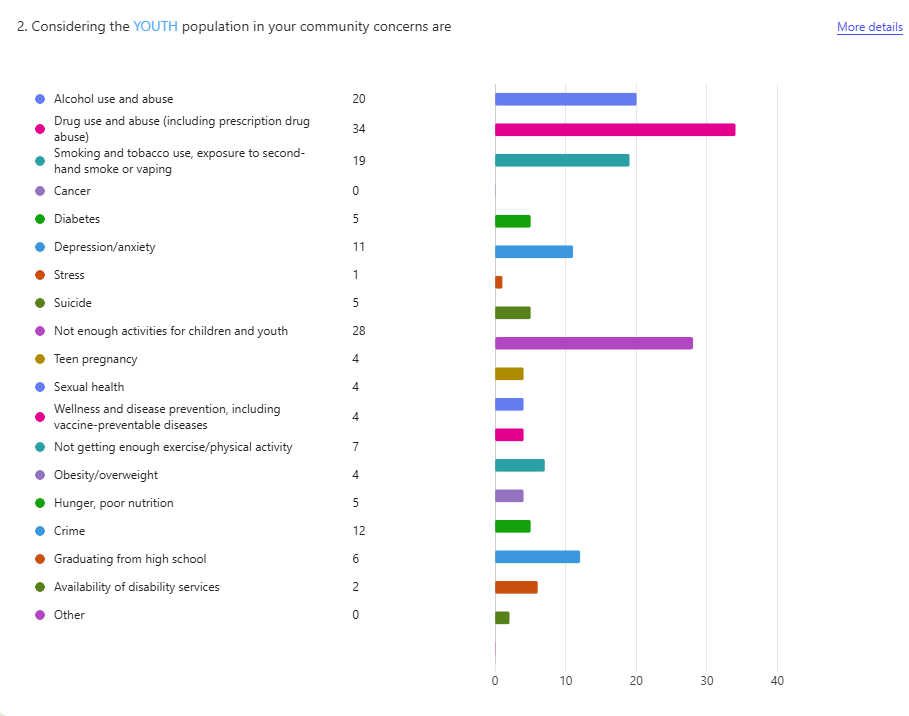 2. Considering the YOUTH population in your community concerns are
More details
Alcohol use and abuse 20
Drug use and abuse (including prescription drug
abuse) 34
Smoking and tobacco use, exposure to second-
hand smoke or vaping 19
Cancer 0
Diabetes 5
Depression/anxiety 11
Stress 1
Suicide 5
Not enough activities for children and youth 28
Teen pregnancy 4
Sexual health 4
Wellness and disease prevention, including
vaccine-preventable diseases 4
Not getting enough exercise/physical activity 7
Obesity/overweight 4
Hunger, poor nutrition 5
Crime 12
Graduating from high school 6
Availability of disability services 2
Other 0
0 10 20 30 40